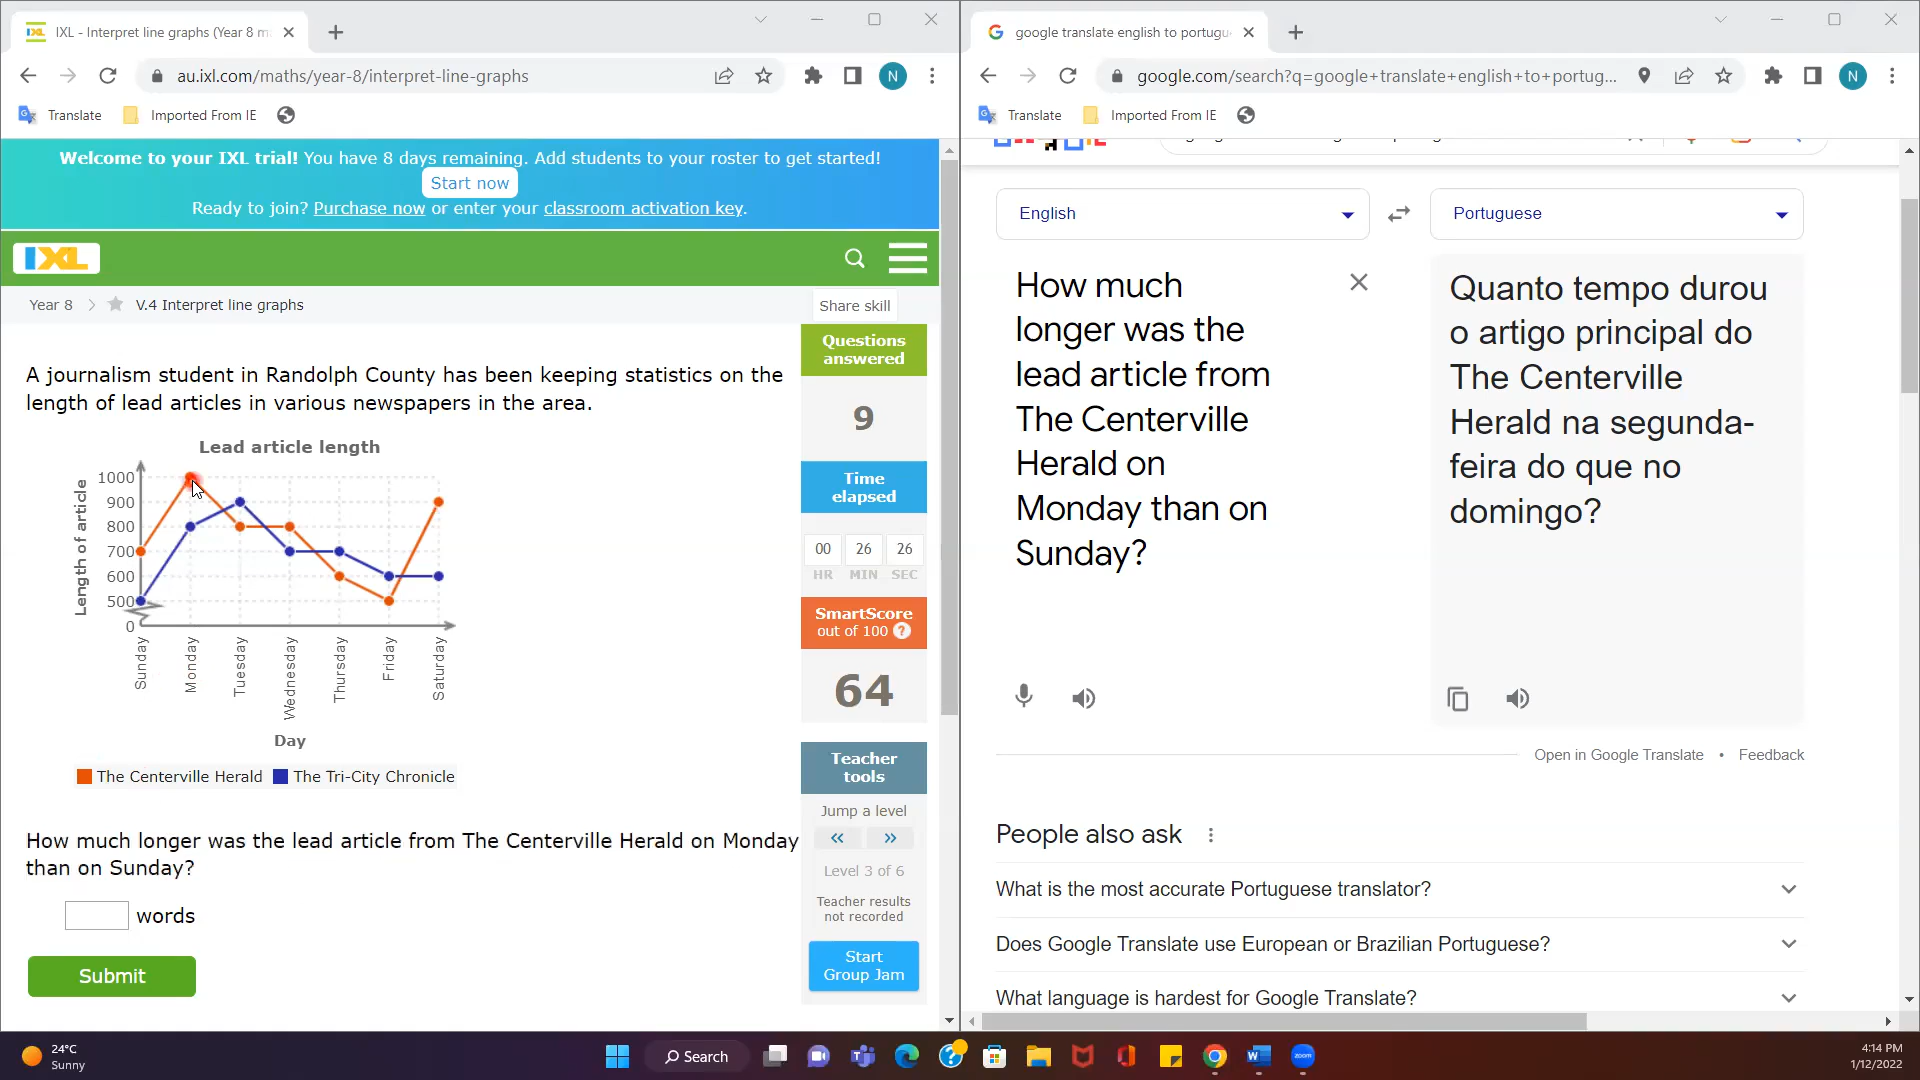 IXL - Interpret line graphs (Year 8 m
au.ixl.com/maths/year-8/interpret-line-graphs
N
Translate
Imported From IE
Welcome to your IXL trial! You have 8 days remaining. Add students to your roster to get started!
Start now
Ready to join? Purchase now or enter your classroom activation key.
IXL
Year 8
V.4 Interpret line graphs
Share skill
A journalism student in Randolph County has been keeping statistics on the
length of lead articles in various newspapers in the area.
Lead article length
Length of article
1000
900
800
700
600
500
0
Sunday
Monday
Tuesday
Wednesday
Thursday
Friday
Saturday
Day
The Centerville Herald
The Tri-City Chronicle
How much longer was the lead article from The Centerville Herald on Monday
than on Sunday?
words
Submit
Questions
answered
9
Time
elapsed
00
26
26
HR
MIN
SEC
SmartScore
out of 100 ?
64
Teacher
tools
Jump a level
Level 3 of 6
Teacher results
not recorded
Start
Group Jam
google translate english to portugu
google.com/search?q=google+translate+english+to+portug...
N
Translate
Imported From IE
English
Portuguese
How much
longer was the
lead article from
The Centerville
Herald on
Monday than on
Sunday?
Quanto tempo durou
o artigo principal do
The Centerville
Herald na segunda-
feira do que no
domingo?
Open in Google Translate • Feedback
People also ask
What is the most accurate Portuguese translator?
Does Google Translate use European or Brazilian Portuguese?
What language is hardest for Google Translate?
24°C
Sunny
Search
zoom
4:14 PM
1/12/2022